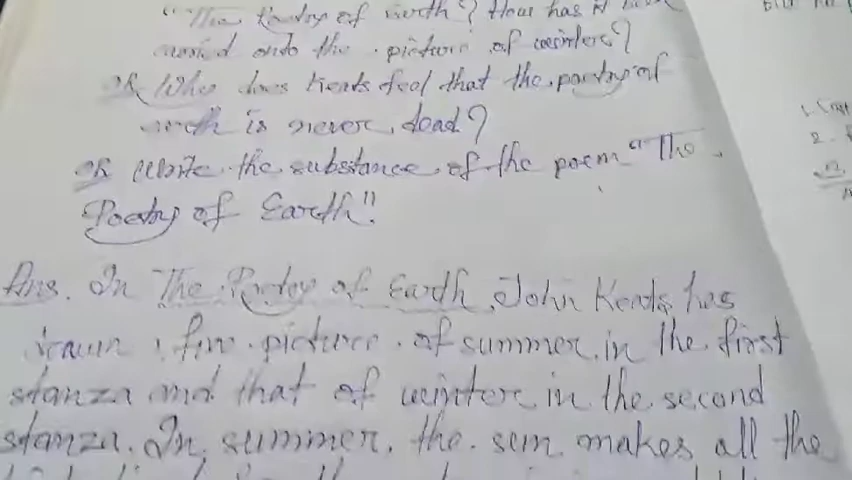 "The Poetry of Earth"? How has it been
carried onto the picture of winter?
OR Why does Keats feel that the poetry of
earth is never dead?
OR Write the substance of the poem "The
Poetry of Earth".
Ans. In The Poetry of Earth, John Keats has
drawn a fine picture of summer in the first
stanza and that of winter in the second
stanza. In summer, the sun makes all the